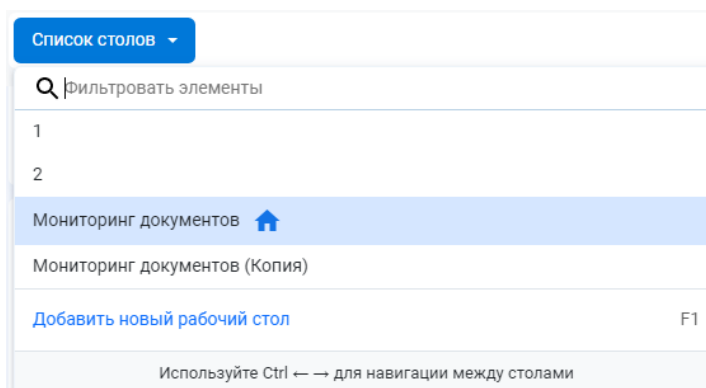 Список столов
Фильтровать элементы
1
2
Мониторинг документов
Мониторинг документов (Копия)
Добавить новый рабочий стол F1
Используйте Ctrl ← → для навигации между столами